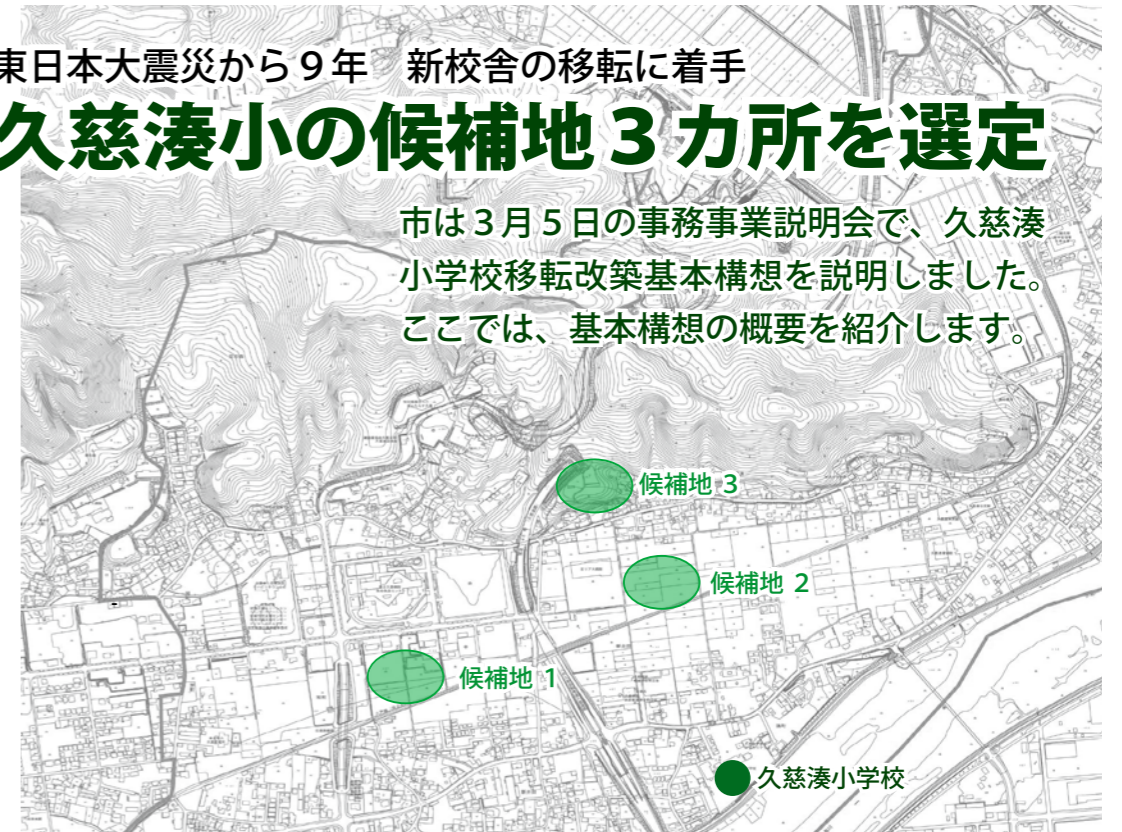 東日本大震災から９年　新校舎の移転に着手
久慈湊小の候補地３カ所を選定
市は３月５日の事務事業説明会で、久慈湊
小学校移転改築基本構想を説明しました。
ここでは、基本構想の概要を紹介します。
候補地 3
候補地 2
候補地 1
久慈湊小学校